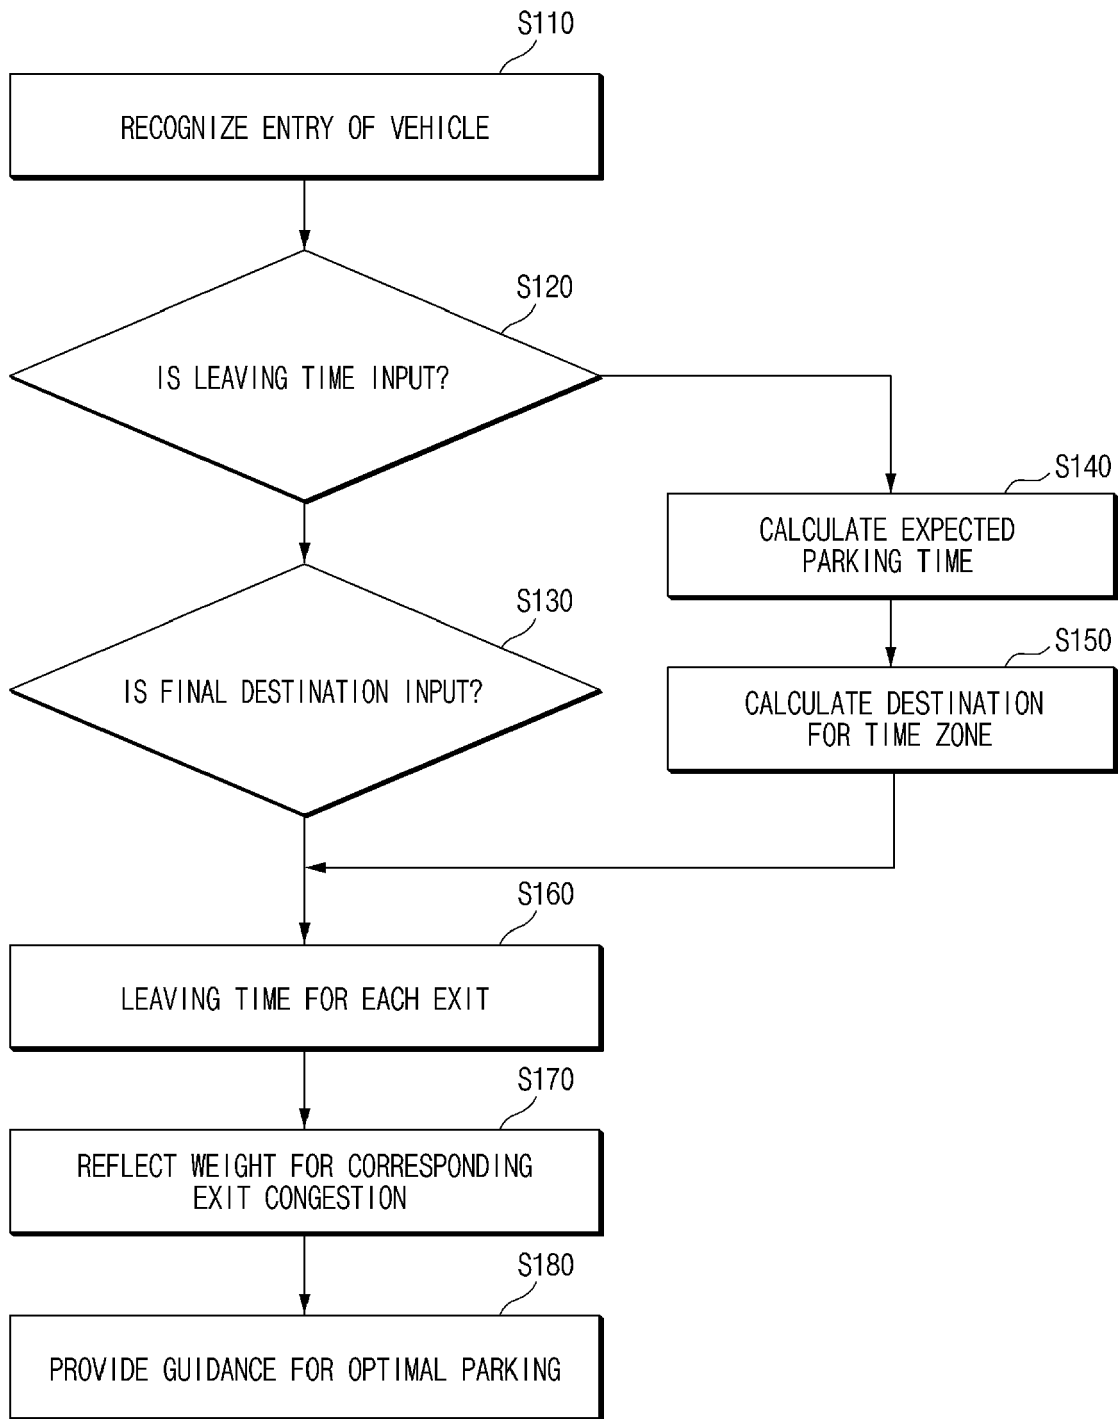 S110
RECOGNIZE ENTRY OF VEHICLE
S120
IS LEAVING TIME INPUT?
S140
CALCULATE EXPECTED
PARKING TIME
S130
IS FINAL DESTINATION INPUT?
S150
CALCULATE DESTINATION
FOR TIME ZONE
S160
LEAVING TIME FOR EACH EXIT
S170
REFLECT WEIGHT FOR CORRESPONDING
EXIT CONGESTION
S180
PROVIDE GUIDANCE FOR OPTIMAL PARKING